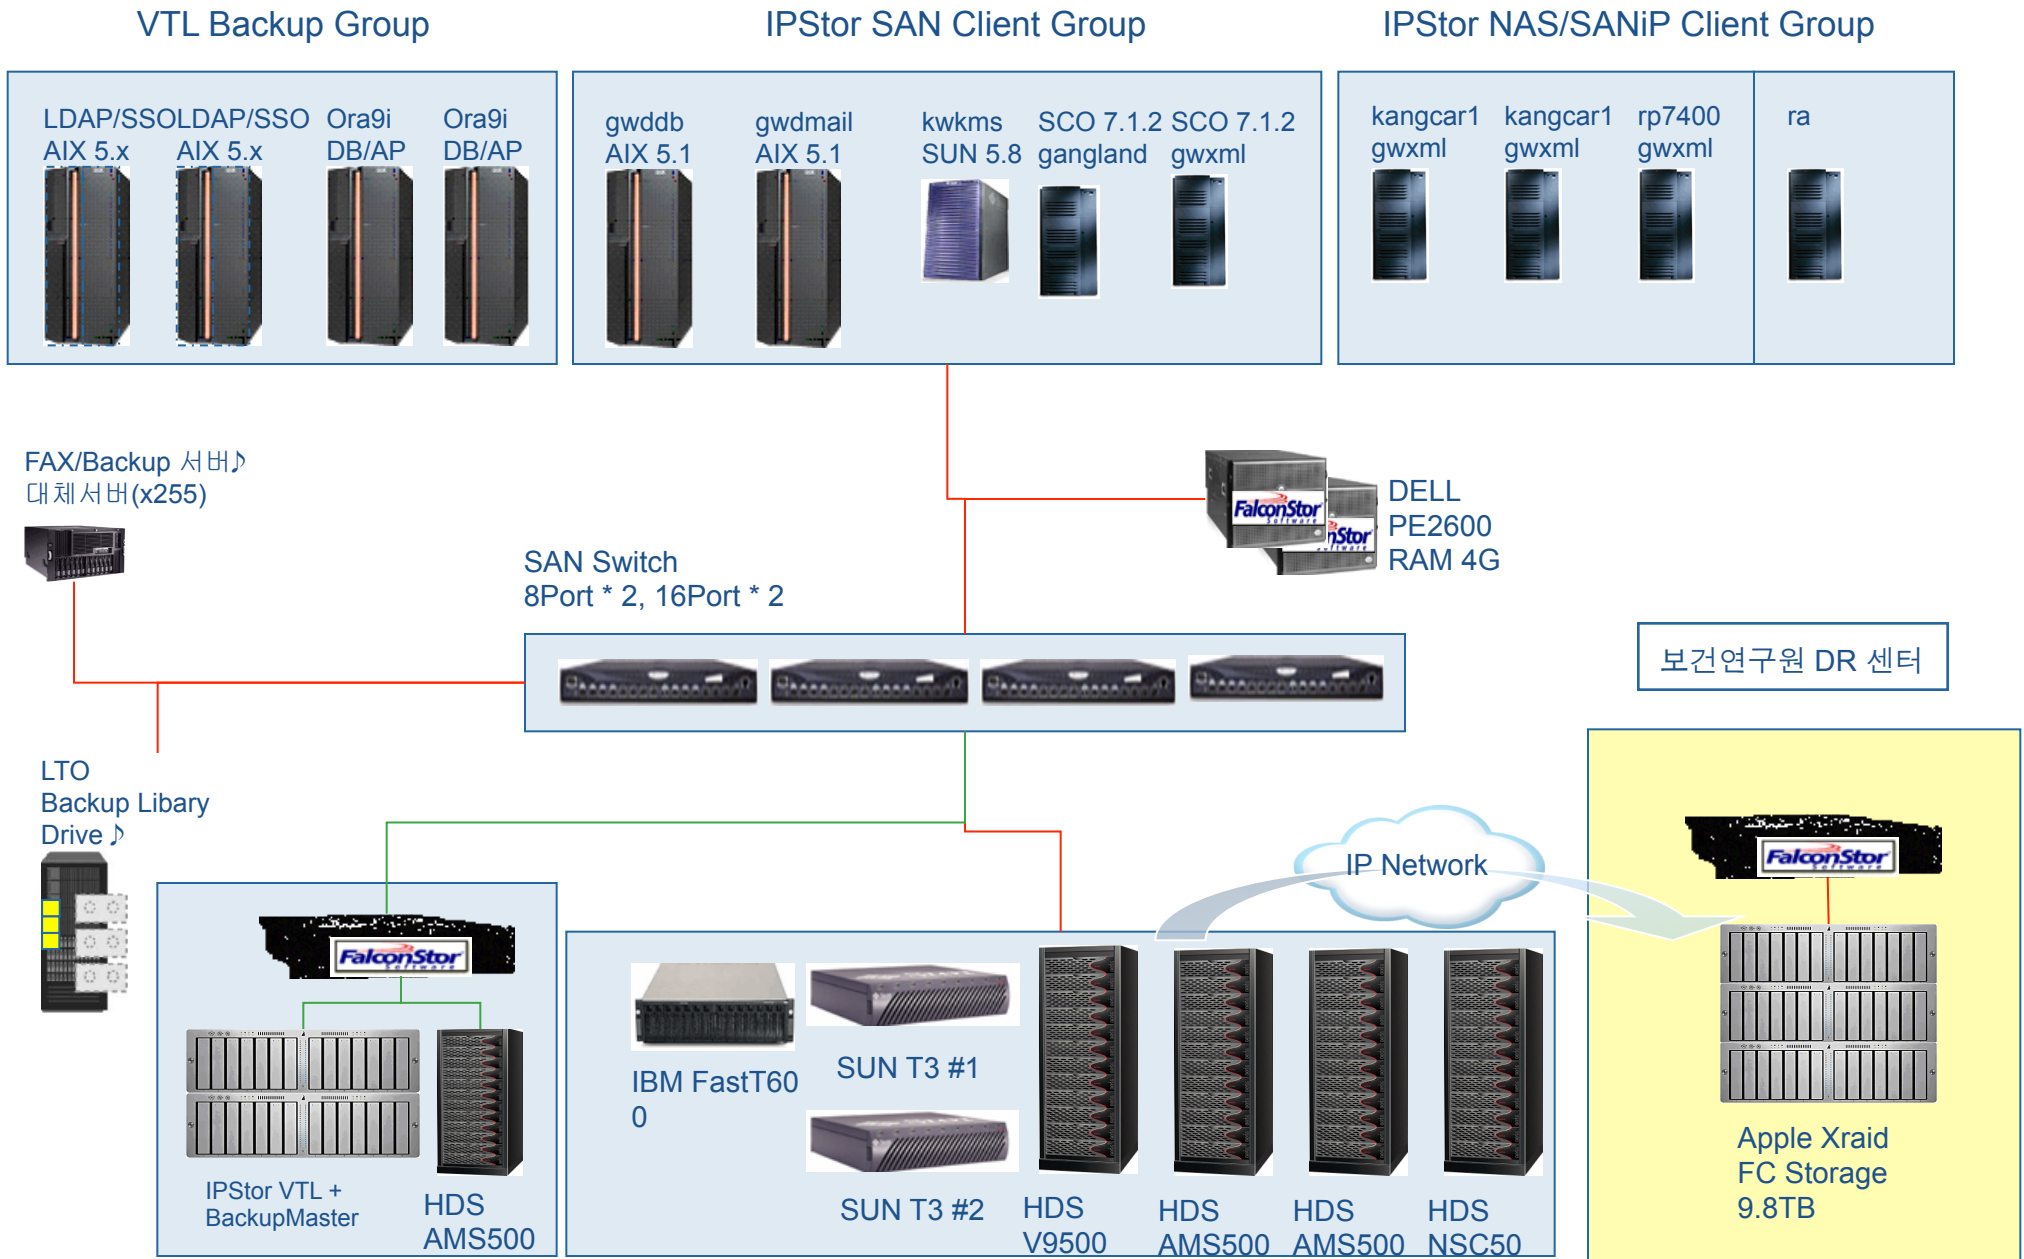 VTL Backup Group
IPStor SAN Client Group
IPStor NAS/SANiP Client Group
LDAP/SSO
AIX 5.x
LDAP/SSO
AIX 5.x
Ora9i
DB/AP
Ora9i
DB/AP
gwddb
AIX 5.1
gwdmail
AIX 5.1
kwkms
SUN 5.8
SCO 7.1.2
gangland
SCO 7.1.2
gwxml
kangcar1
gwxml
kangcar1
gwxml
rp7400
gwxml
ra
FAX/Backup 서버♪
대체서버(x255)
FalconStor
Software
nStor
ftware
DELL
PE2600
RAM 4G
SAN Switch
8Port * 2, 16Port * 2
보건연구원 DR 센터
LTO
Backup Libary
Drive♪
IP Network
FalconStor
Software
FalconStor
Software
IPStor VTL +
BackupMaster
HDS
AMS500
IBM FastT60
0
SUN T3 #1
SUN T3 #2
HDS
V9500
HDS
AMS500
HDS
AMS500
HDS
NSC50
Apple Xraid
FC Storage
9.8TB